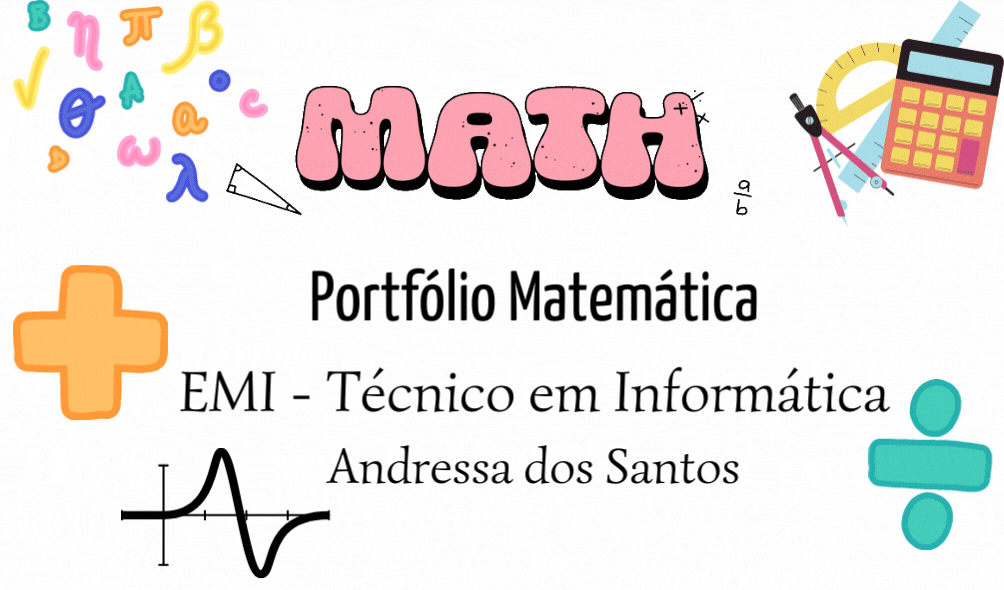 B η π β
√ θ A o c
a
D ω λ
MATH
+ x
a
b
Portfólio Matemática
EMI - Técnico em Informática
Andressa dos Santos